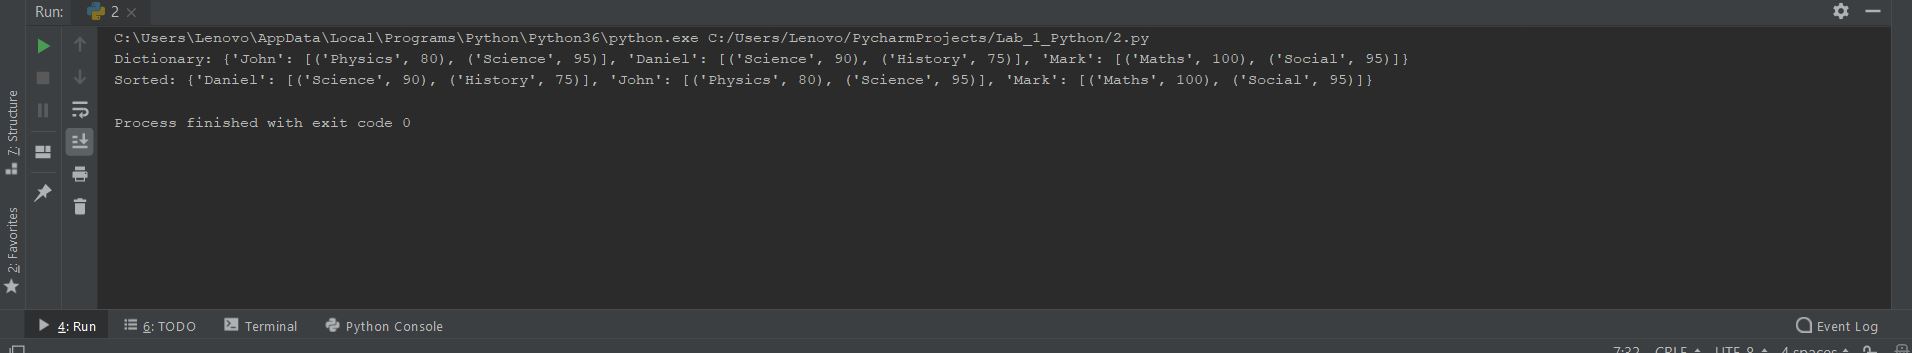 Run: 2
C:\Users\Lenovo\AppData\Local\Programs\Python\Python36\python.exe C:/Users/Lenovo/PycharmProjects/Lab_1_Python/2.py
Dictionary: {'John': [('Physics', 80), ('Science', 95)], 'Daniel': [('Science', 90), ('History', 75)], 'Mark': [('Maths', 100), ('Social', 95)]}
Sorted: {'Daniel': [('Science', 90), ('History', 75)], 'John': [('Physics', 80), ('Science', 95)], 'Mark': [('Maths', 100), ('Social', 95)]}
Process finished with exit code 0
7: Structure
2: Favorites
4: Run 6: TODO Terminal Python Console Event Log
7:32 CRLF UTF-8 4 spaces